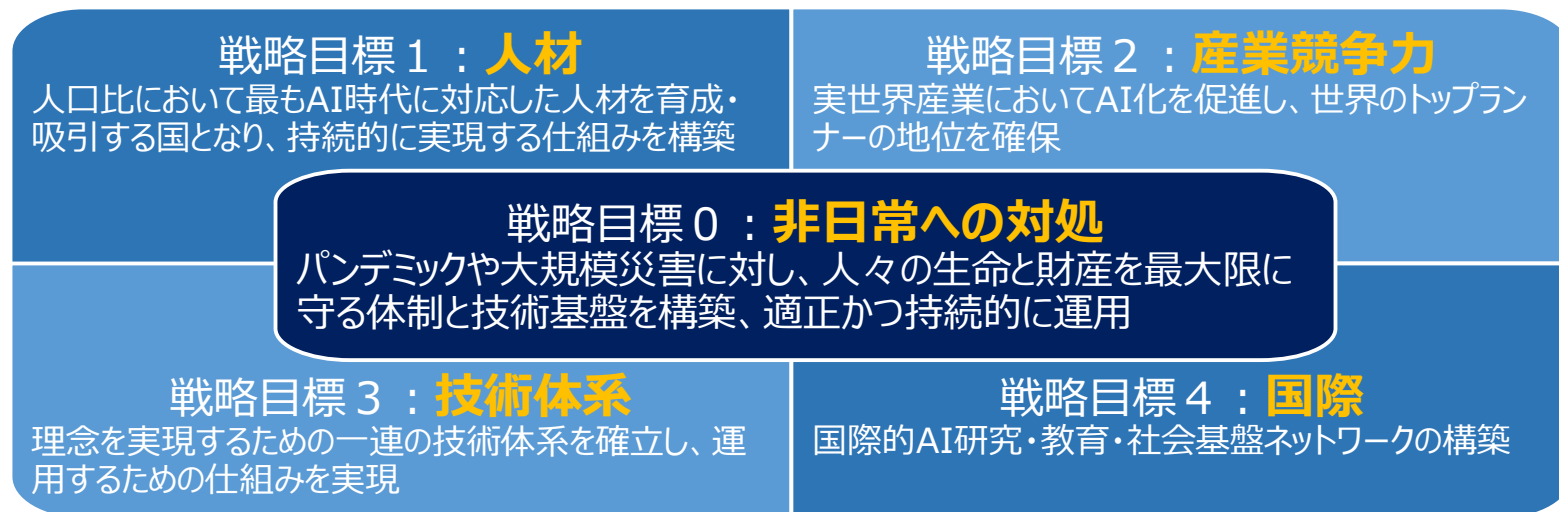 戦略目標１：人材
人口比において最もAI時代に対応した人材を育成・
吸引する国となり、持続的に実現する仕組みを構築
戦略目標２：産業競争力
実世界産業においてAI化を促進し、世界のトップラン
ナーの地位を確保
戦略目標０：非日常への対処
パンデミックや大規模災害に対し、人々の生命と財産を最大限に
守る体制と技術基盤を構築、適正かつ持続的に運用
戦略目標３：技術体系
理念を実現するための一連の技術体系を確立し、運
用するための仕組みを実現
戦略目標４：国際
国際的AI研究・教育・社会基盤ネットワークの構築